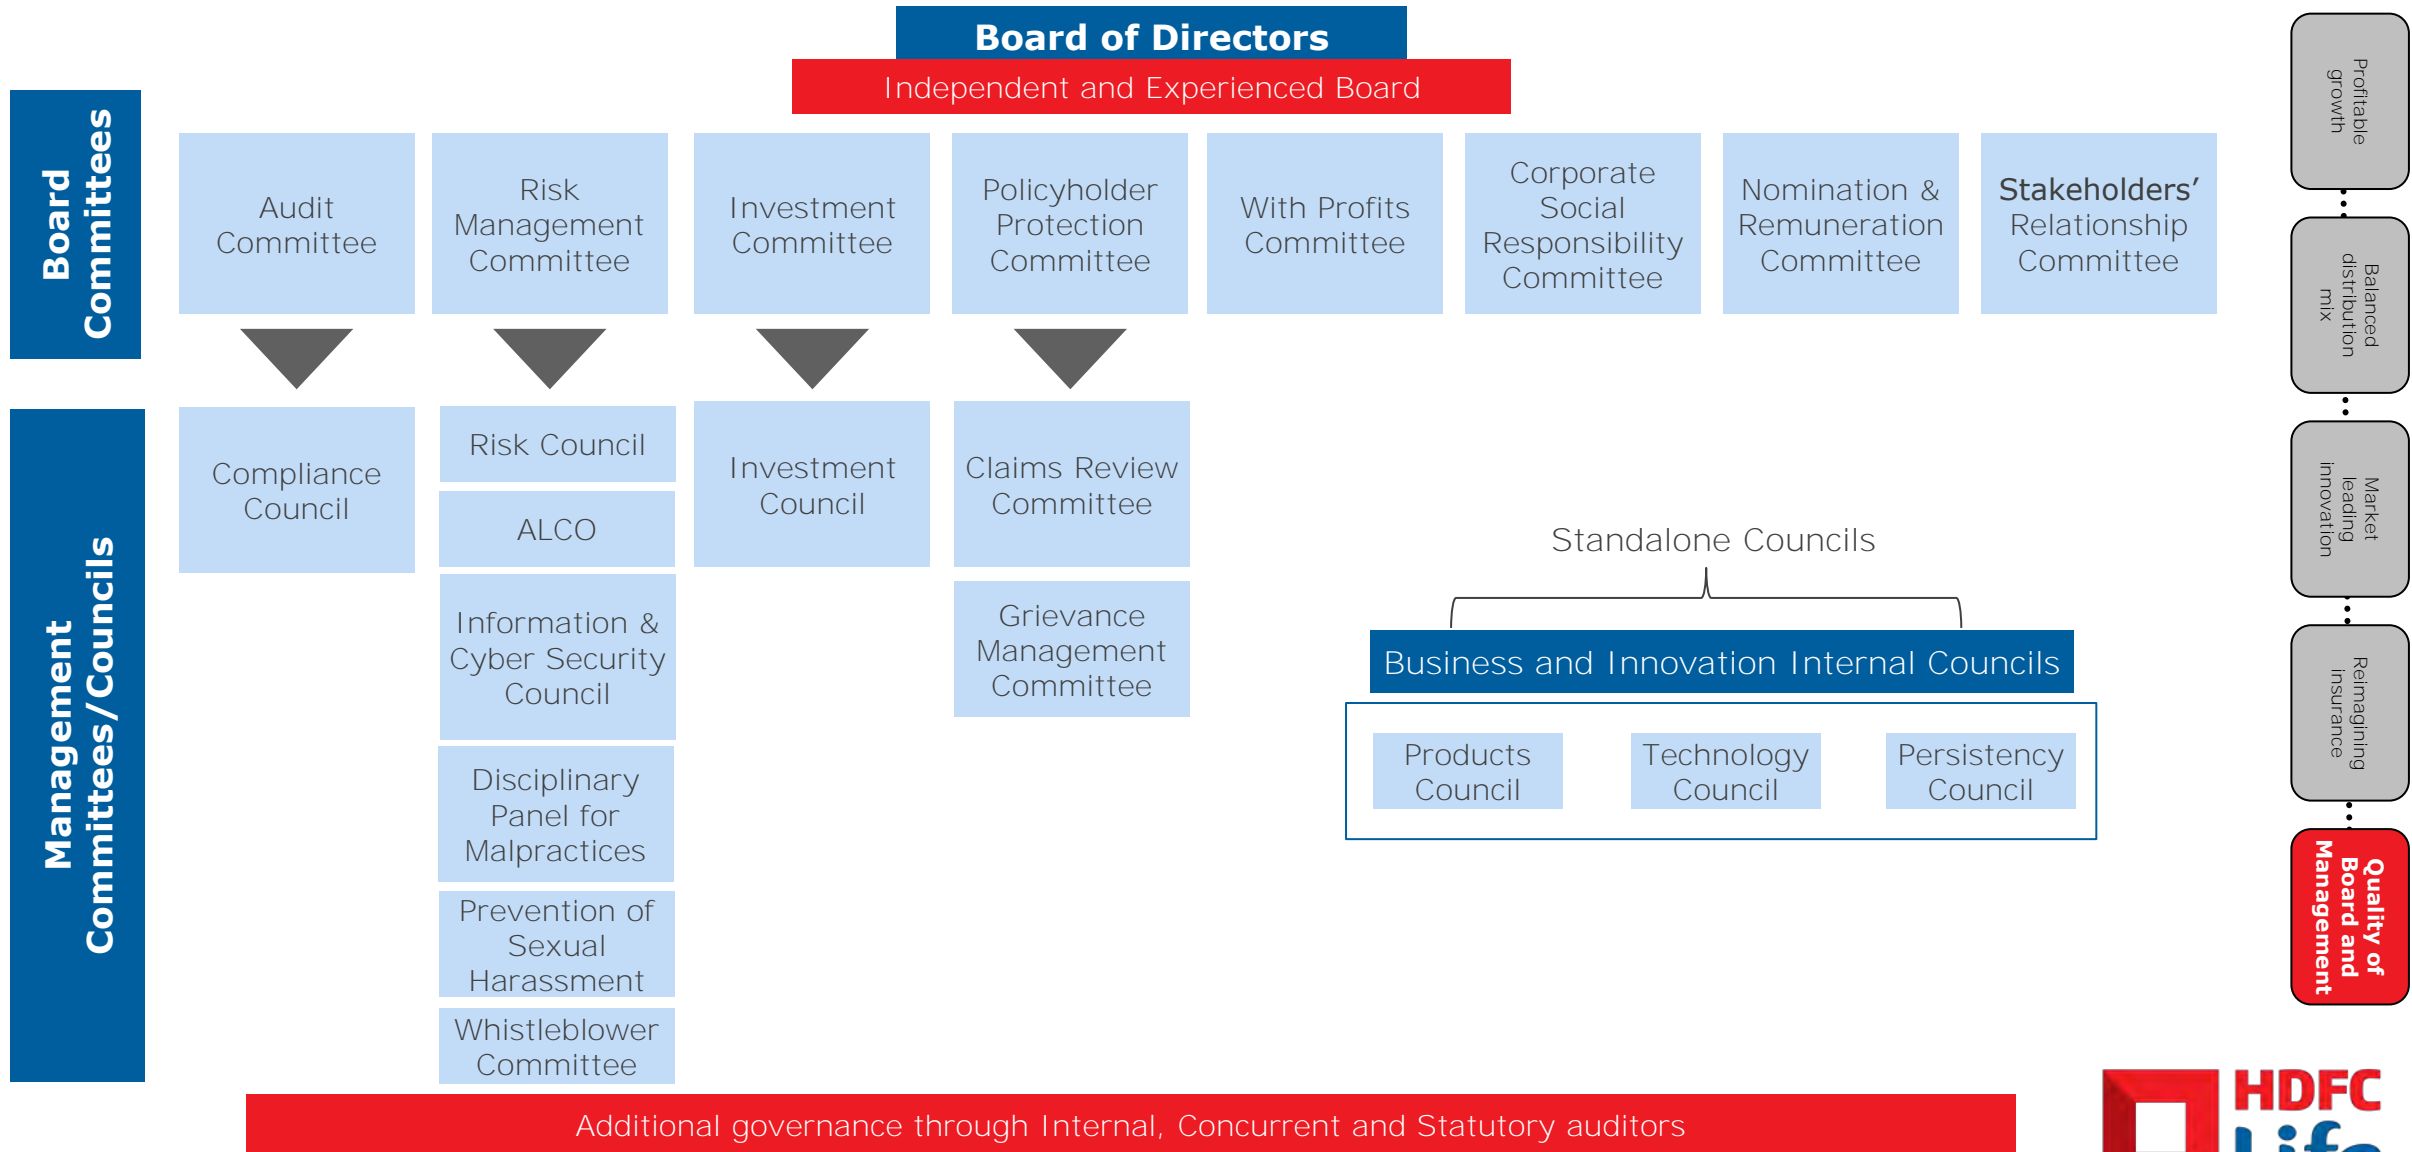 Board of Directors
Independent and Experienced Board
Board
Committees
Audit
Committee
Risk
Management
Committee
Investment
Committee
Policyholder
Protection
Committee
With Profits
Committee
Corporate
Social
Responsibility
Committee
Nomination &
Remuneration
Committee
Stakeholders’
Relationship
Committee
Management
Committees/Councils
Compliance
Council
Risk Council
ALCO
Information &
Cyber Security
Council
Disciplinary
Panel for
Malpractices
Prevention of
Sexual
Harassment
Whistleblower
Committee
Investment
Council
Claims Review
Committee
Grievance
Management
Committee
Standalone Councils
Business and Innovation Internal Councils
Products
Council
Technology
Council
Persistency
Council
Additional governance through Internal, Concurrent and Statutory auditors
Profitable
growth
Balanced
distribution
mix
Market
leading
innovation
Reimagining
insurance
Quality of
Board and
Management
HDFC
Life